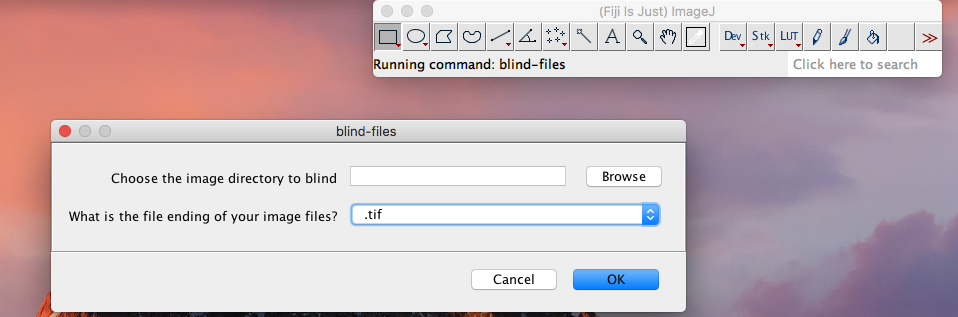 (Fiji Is Just) ImageJ
Dev Stk LUT
Running command: blind-files
Click here to search
blind-files
Choose the image directory to blind
Browse
What is the file ending of your image files?
.tif
Cancel
OK